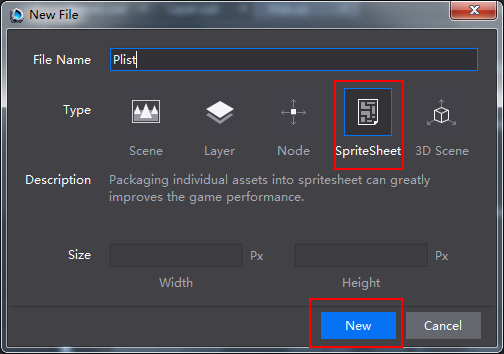 New File
File Name Plist
Type
Scene Layer Node SpriteSheet 3D Scene
Description Packaging individual assets into spritesheet can greatly
improves the game performance.
Size Px Px
Width Height
New Cancel